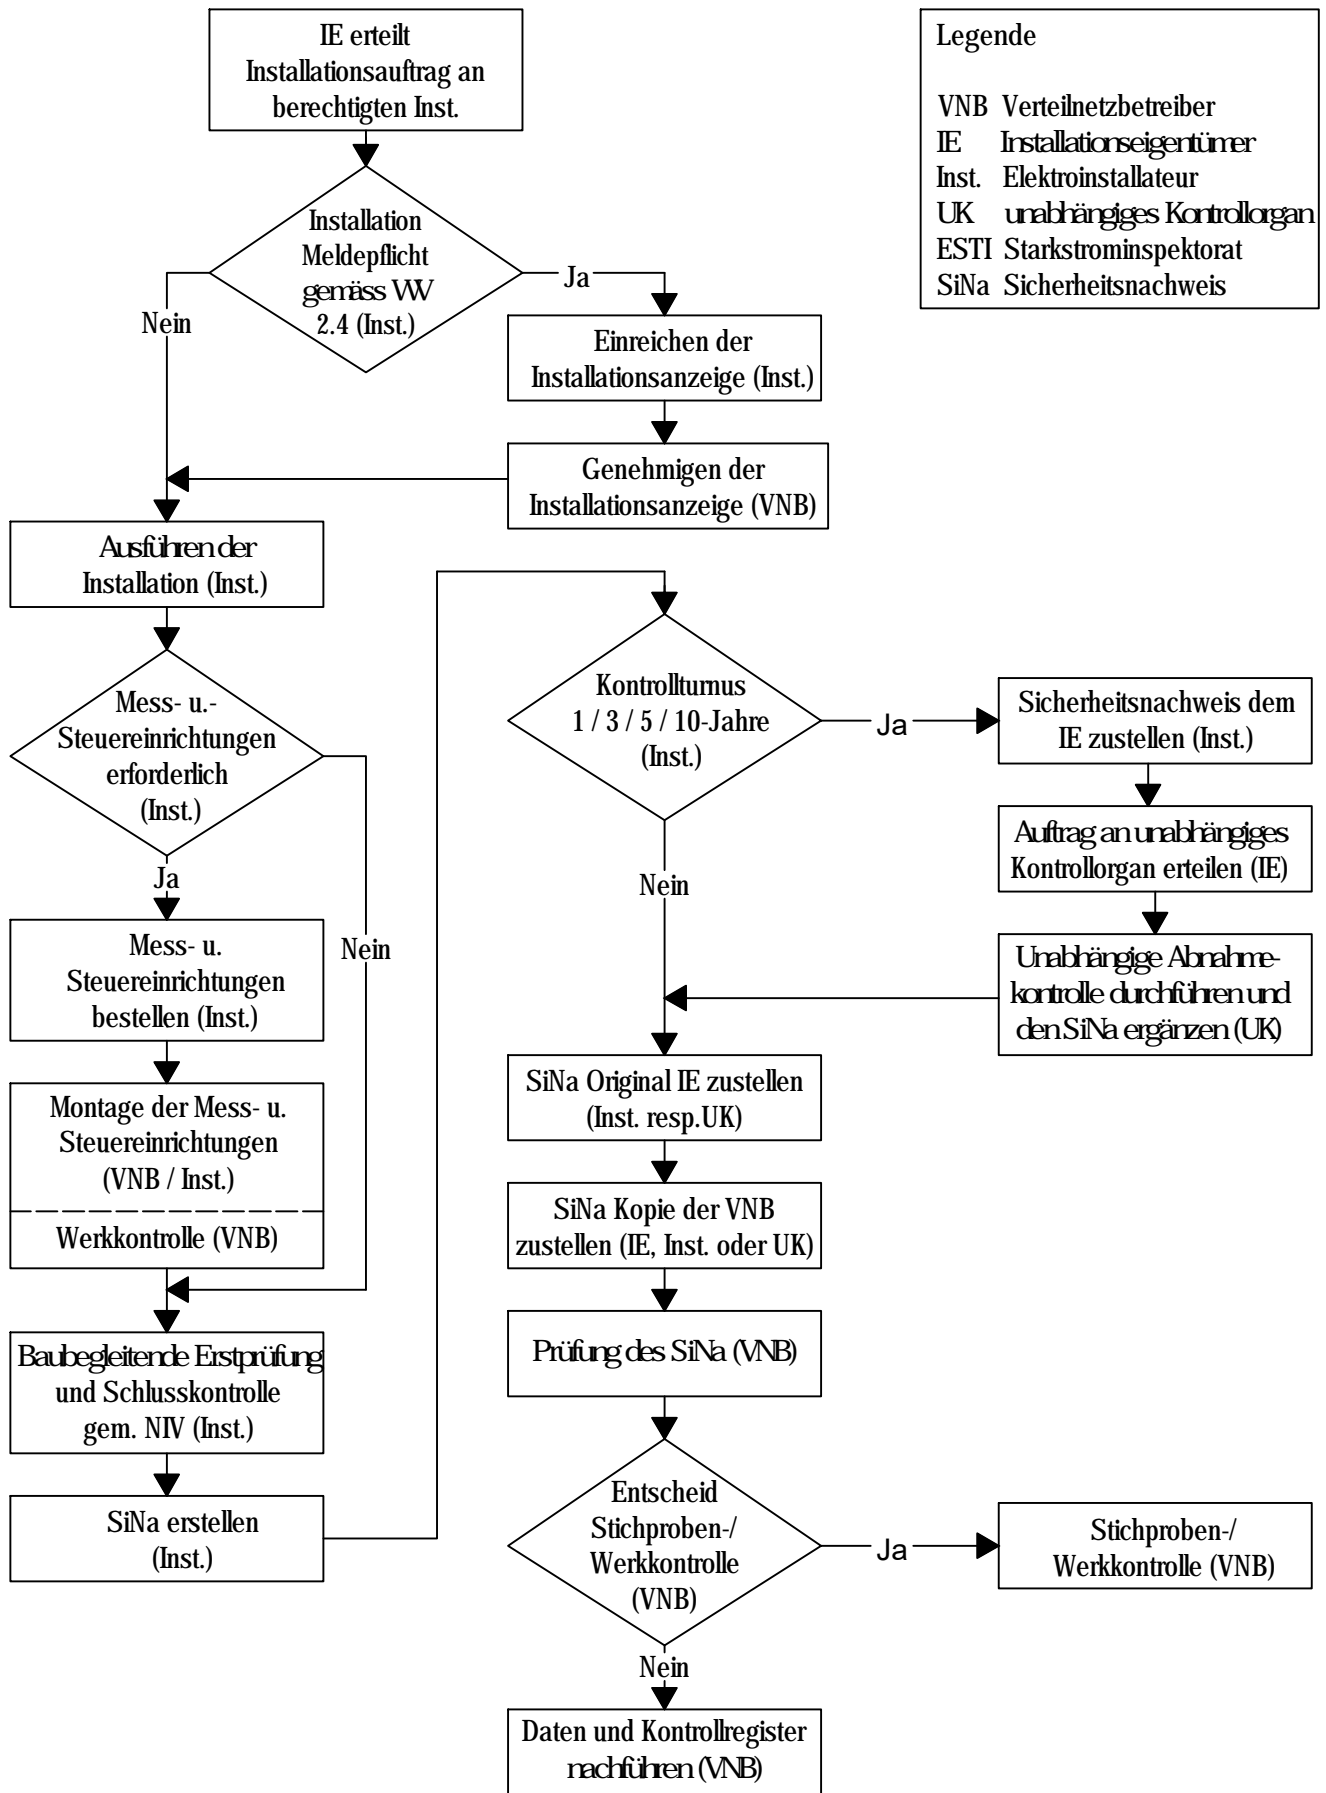 IE erteilt
Installationsauftrag an
berechtigten Inst.
Legende
VNB Verteilnetzbetreiber
IE Installationseigentümer
Inst. Elektroinstallateur
UK unabhängiges Kontrollorgan
ESTI Starkstrominspektorat
SiNa Sicherheitsnachweis
Installation
Meldepflicht
gemäss WV
2.4 (Inst.)
Ja
Nein
Einreichen der
Installationsanzeige (Inst.)
Genehmigen der
Installationsanzeige (VNB)
Ausführen der
Installation (Inst.)
Mess- u.-
Steuereinrichtungen
erforderlich
(Inst.)
Ja
Nein
Mess- u.
Steuereinrichtungen
bestellen (Inst.)
Montage der Mess- u.
Steuereinrichtungen
(VNB / Inst.)
Werkkontrolle (VNB)
Baubegleitende Erstprüfung
und Schlusskontrolle
gem. NIV (Inst.)
SiNa erstellen
(Inst.)
Kontrollturnus
1 / 3 / 5 / 10-Jahre
(Inst.)
Ja
Nein
Sicherheitsnachweis dem
IE zustellen (Inst.)
Auftrag an unabhängiges
Kontrollorgan erteilen (IE)
Unabhängige Abnahme-
kontrolle durchführen und
den SiNa ergänzen (UK)
SiNa Original IE zustellen
(Inst. resp.UK)
SiNa Kopie der VNB
zustellen (IE, Inst. oder UK)
Prüfung des SiNa (VNB)
Entscheid
Stichproben-/
Werkkontrolle
(VNB)
Ja
Stichproben-/
Werkkontrolle (VNB)
Nein
Daten und Kontrollregister
nachführen (VNB)